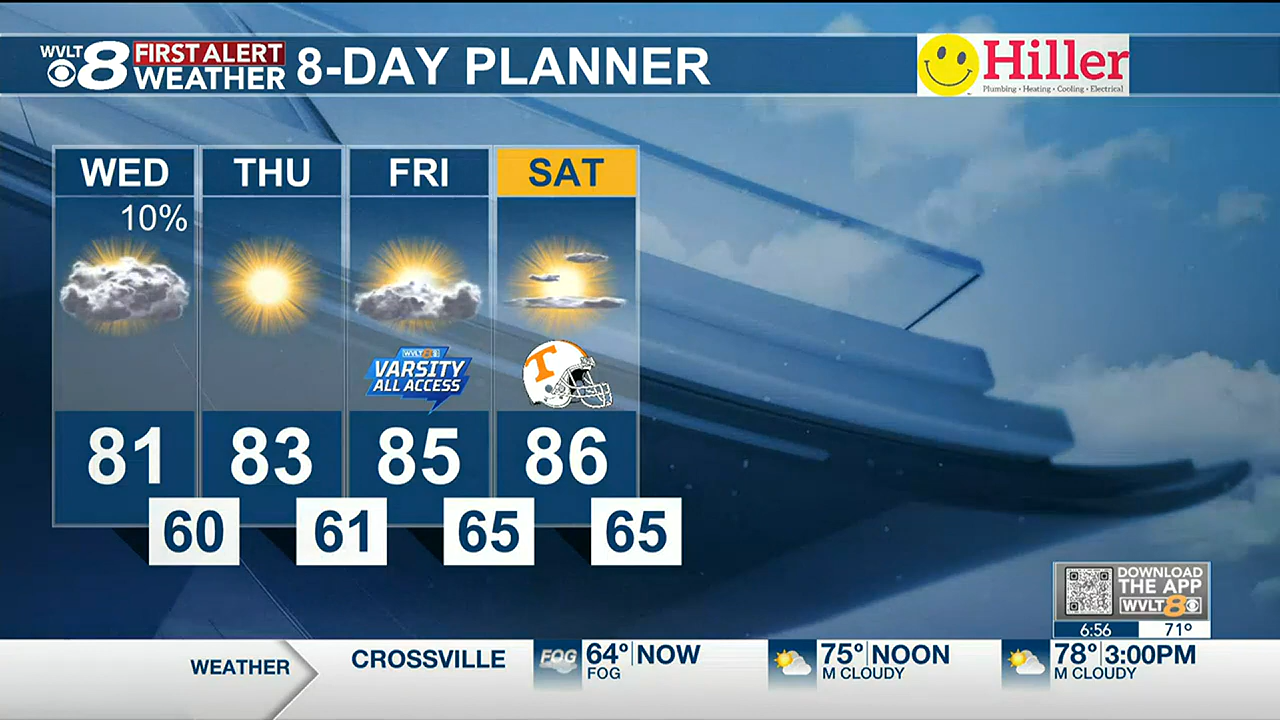 WVLT 8 FIRST ALERT WEATHER
8-DAY PLANNER
Hiller
Plumbing • Heating • Cooling • Electrical
WED THU FRI SAT
10%
WVLT 8
VARSITY
ALL ACCESS
T
81 83 85 86
60 61 65 65
DOWNLOAD
THE APP
WVLT 8
6:56 71°
WEATHER
CROSSVILLE
FOG 64° NOW
FOG
75° NOON
M CLOUDY
78° 3:00PM
M CLOUDY